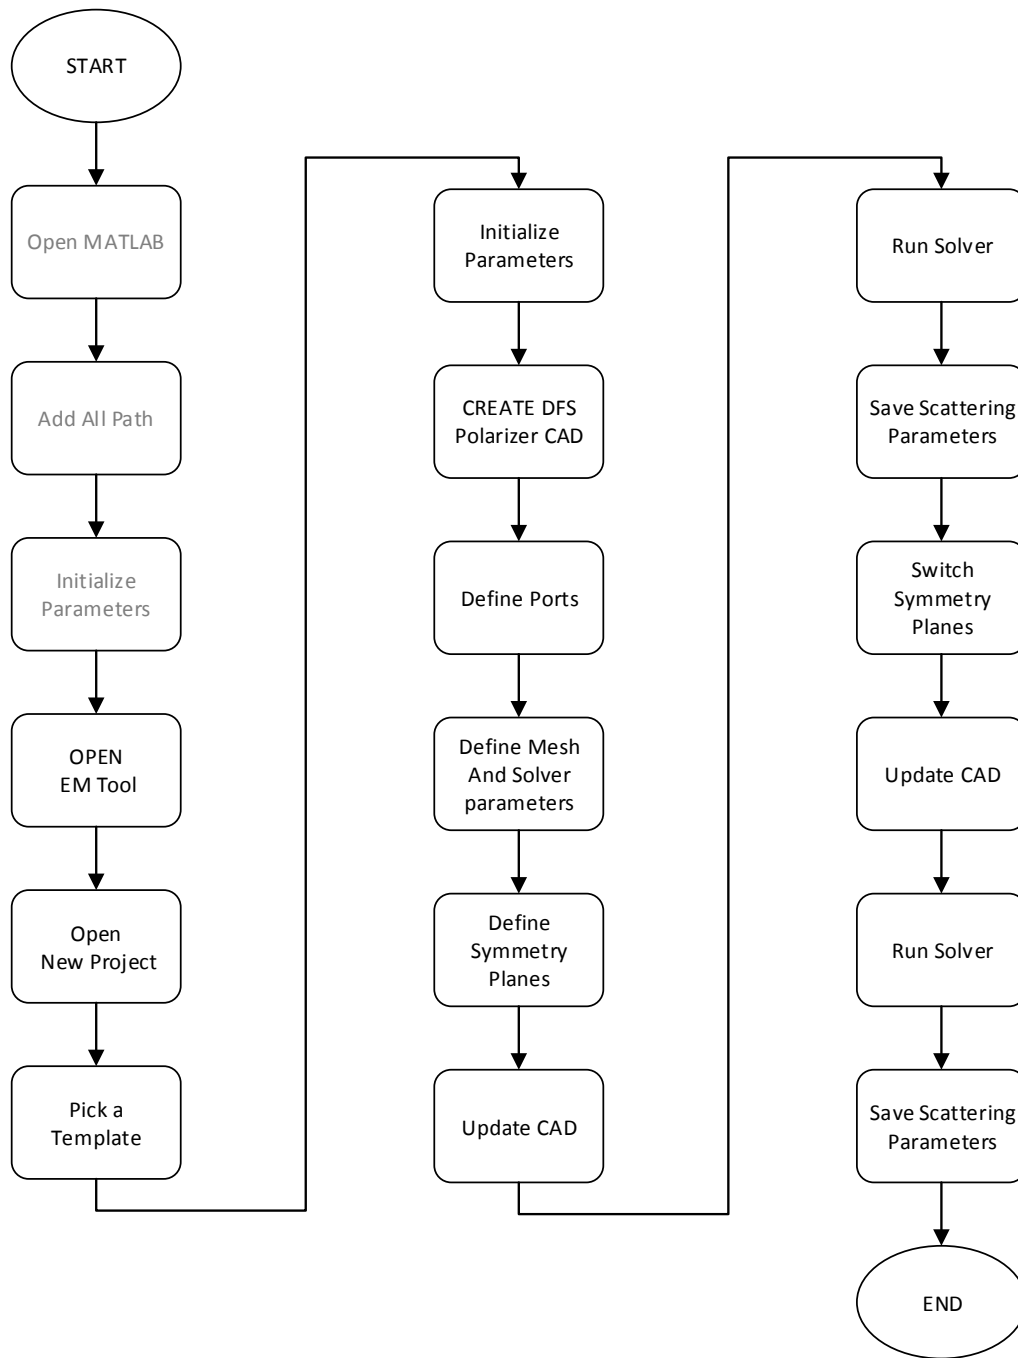 START
Open MATLAB
Add All Path
Initialize
Parameters
OPEN
EM Tool
Open
New Project
Pick a
Template
Initialize
Parameters
CREATE DFS
Polarizer CAD
Define Ports
Define Mesh
And Solver
parameters
Define
Symmetry
Planes
Update CAD
Run Solver
Save Scattering
Parameters
Switch
Symmetry
Planes
Update CAD
Run Solver
Save Scattering
Parameters
END